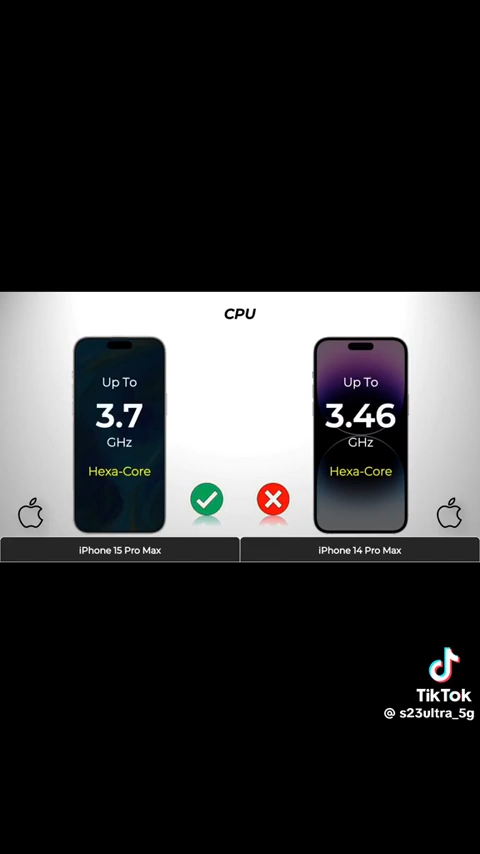 CPU
Up To
3.7
GHz
Hexa-Core
iPhone 15 Pro Max
Up To
3.46
GHz
Hexa-Core
iPhone 14 Pro Max
TikTok
@ s23ultra_5g